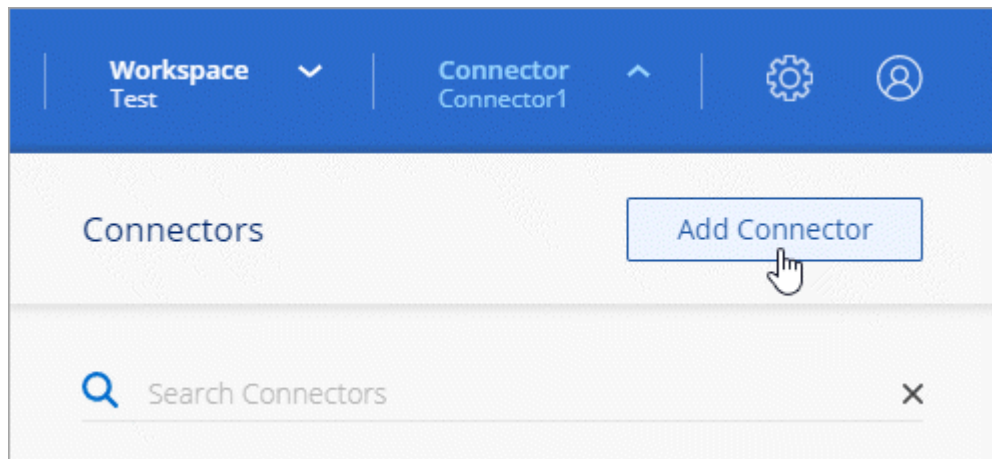 Workspace
Test
Connector
Connector1
Connectors
Add Connector
Search Connectors